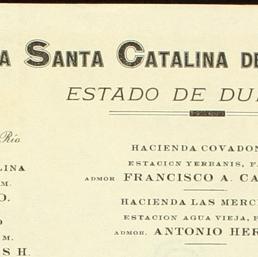 A SANTA CATALINA DE
ESTADO DE DU
Río
HACIENDA COVADON
ESTACION YERBANIS, F.
LINA
ADMOR FRANCISCO A. CA
M.
O.
HACIENDA LAS MERC
ESTACION AGUA VIEJA, F
O
ADMOR. ANTONIO HER
M.
S H.